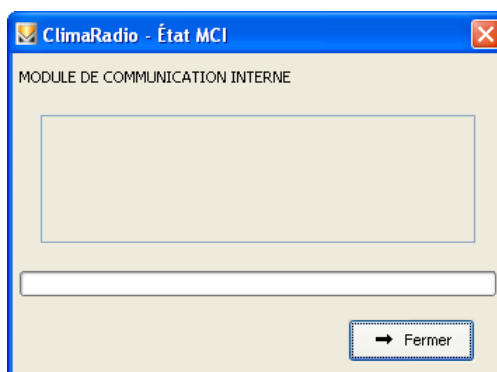 ClimaRadio - État MCI
MODULE DE COMMUNICATION INTERNE
Fermer